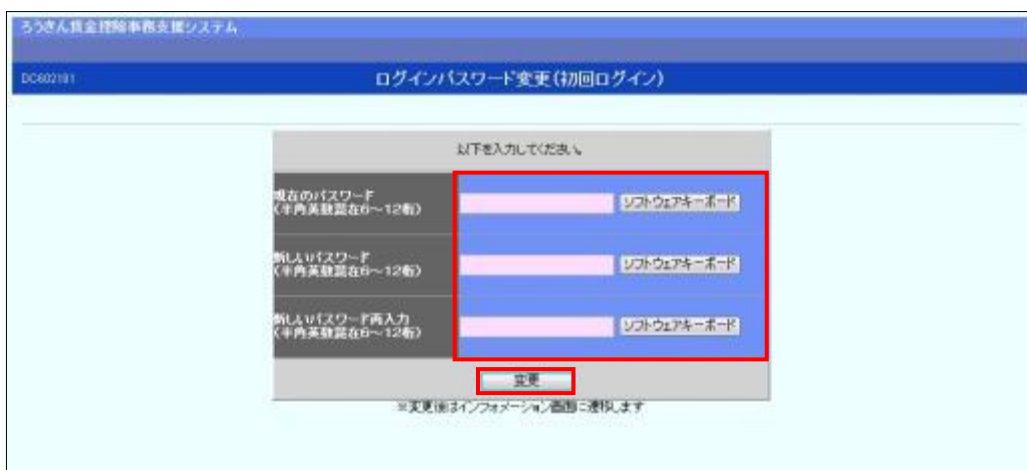 ろうきん賃金控除事務支援システム
DC602101
ログインパスワード変更(初回ログイン)
以下を入力してください。
現在のパスワード
(半角英数混在6～12桁)
ソフトウェアキーボード
新しいパスワード
(半角英数混在6～12桁)
ソフトウェアキーボード
新しいパスワード再入力
(半角英数混在6～12桁)
ソフトウェアキーボード
変更
※変更後はインフォメーション画面に遷移します